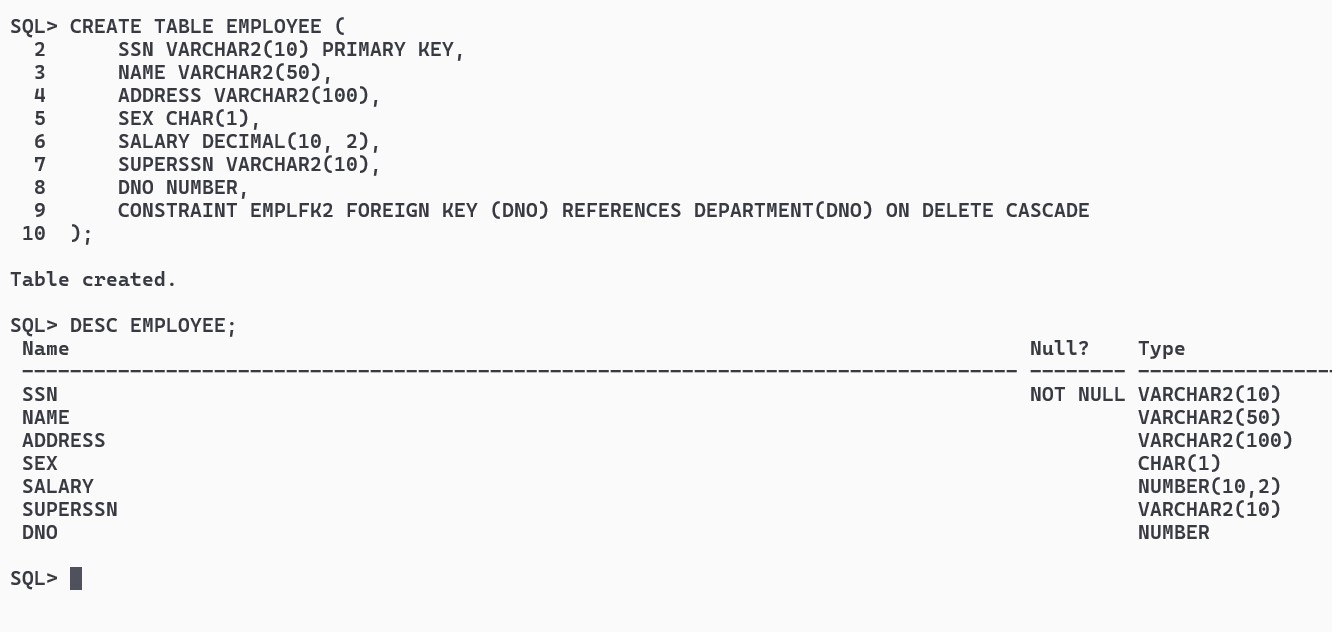 SQL> CREATE TABLE EMPLOYEE (
  2      SSN VARCHAR2(10) PRIMARY KEY,
  3      NAME VARCHAR2(50),
  4      ADDRESS VARCHAR2(100),
  5      SEX CHAR(1),
  6      SALARY DECIMAL(10, 2),
  7      SUPERSSN VARCHAR2(10),
  8      DNO NUMBER,
  9      CONSTRAINT EMPLFK2 FOREIGN KEY (DNO) REFERENCES DEPARTMENT(DNO) ON DELETE CASCADE
 10  );
Table created.
SQL> DESC EMPLOYEE;
 Name Null? Type
 ----------------------------------------------------------------------------------- -------- -----------------
 SSN NOT NULL VARCHAR2(10)
 NAME VARCHAR2(50)
 ADDRESS VARCHAR2(100)
 SEX CHAR(1)
 SALARY NUMBER(10,2)
 SUPERSSN VARCHAR2(10)
 DNO NUMBER
SQL>